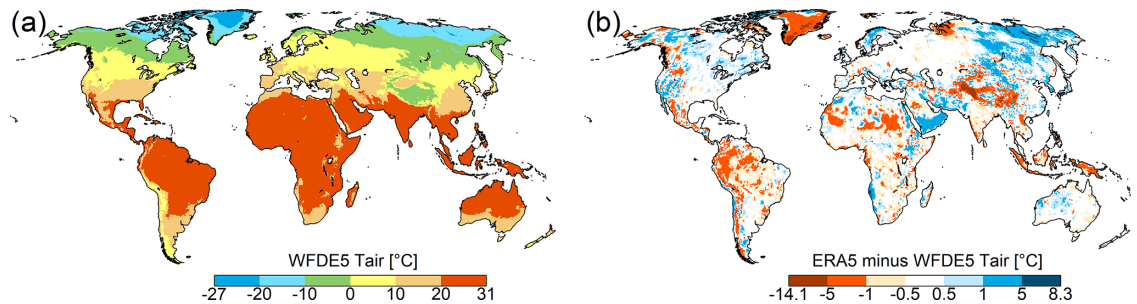 (a)
WFDE5 Tair [°C]
-27 -20 -10 0 10 20 31
(b)
ERA5 minus WFDE5 Tair [°C]
-14.1 -5 -1 -0.5 0.5 1 5 8.3